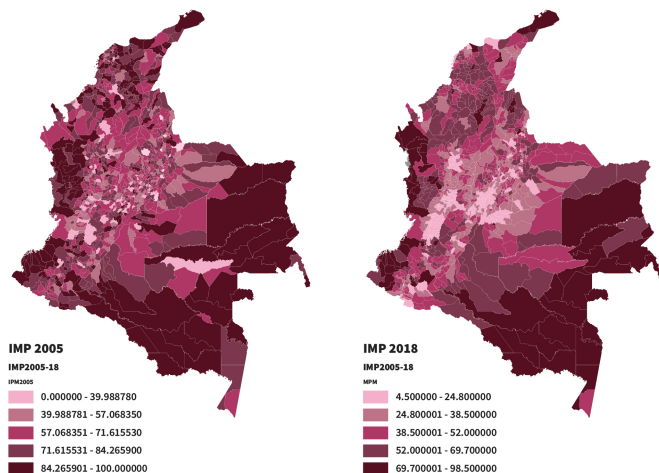 IMP 2005
IMP2005-18
IPM2005
0.000000 - 39.988780
39.988781 - 57.068350
57.068351 - 71.615530
71.615531 - 84.265900
84.265901 - 100.000000
IMP 2018
IMP2005-18
MPM
4.500000 - 24.800000
24.800001 - 38.500000
38.500001 - 52.000000
52.000001 - 69.700000
69.700001 - 98.500000